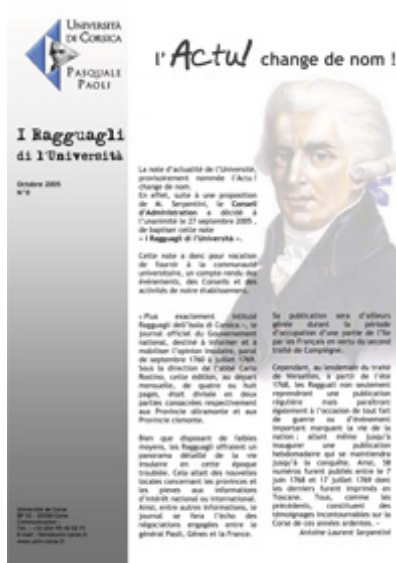 UNIVERSITÀ
DI CORSICA
PASQUALE
PAOLI
l'Actu! change de nom !
I Ragguagli
di l'Università
Octobre 2005
N°0
La note d'actualité de l'Université,
provisoirement nommée l'Actu !
change de nom.
En effet, suite à une proposition
de M. Serpentini, le Conseil
d'Administration a décidé à
l'unanimité le 27 septembre 2005 ,
de baptiser cette note
« I Ragguagli di l'Università ».
Cette note a donc pour vocation
de fournir à la communauté
universitaire, un compte rendu des
événements, des Conseils et des
activités de notre établissement.
« Plus exactement intitulé
Ragguagli dell'Isola di Corsica », le
journal officiel du Gouvernement
national, destiné à informer et à
mobiliser l'opinion insulaire, parut
de septembre 1760 à juillet 1769.
Sous la direction de l'abbé Carlo
Rostino, cette édition, au départ
mensuelle, de quatre ou huit
pages, était divisée en deux
parties consacrées respectivement
aux Provincie oltramonte et aux
Provincie cismonte.
Bien que disposant de faibles
moyens, les Ragguagli offraient un
panorama détaillé de la vie
insulaire en cette époque
troublée. Cela allait des nouvelles
locales concernant les provinces et
les pieves aux informations
d'intérêt national ou international.
Ainsi, entre autres informations, le
journal se fera l'écho des
négociations engagées entre le
général Paoli, Gênes et la France.
Sa publication sera d'ailleurs
gênée durant la période
d'occupation d'une partie de l'île
par les Français en vertu du second
traité de Compiègne.
Cependant, au lendemain du traité
de Versailles, à partir de l'été
1768, les Ragguali non seulement
reprendront une publication
régulière mais paraîtront
également à l'occasion de tout fait
de guerre ou d'événement
important marquant la vie de la
nation ; allant même jusqu'à
inaugurer une publication
hebdomadaire qui se maintiendra
jusqu'à la conquête. Ainsi, 58
numéros furent publiés entre le 7
juin 1768 et 17 juillet 1769 dont
les derniers furent imprimés en
Toscane. Tous, comme les
précédents, constituent des
témoignages incontournables sur la
Corse de ces années ardentes. »
Antoine-Laurent Serpentini
Université de Corse